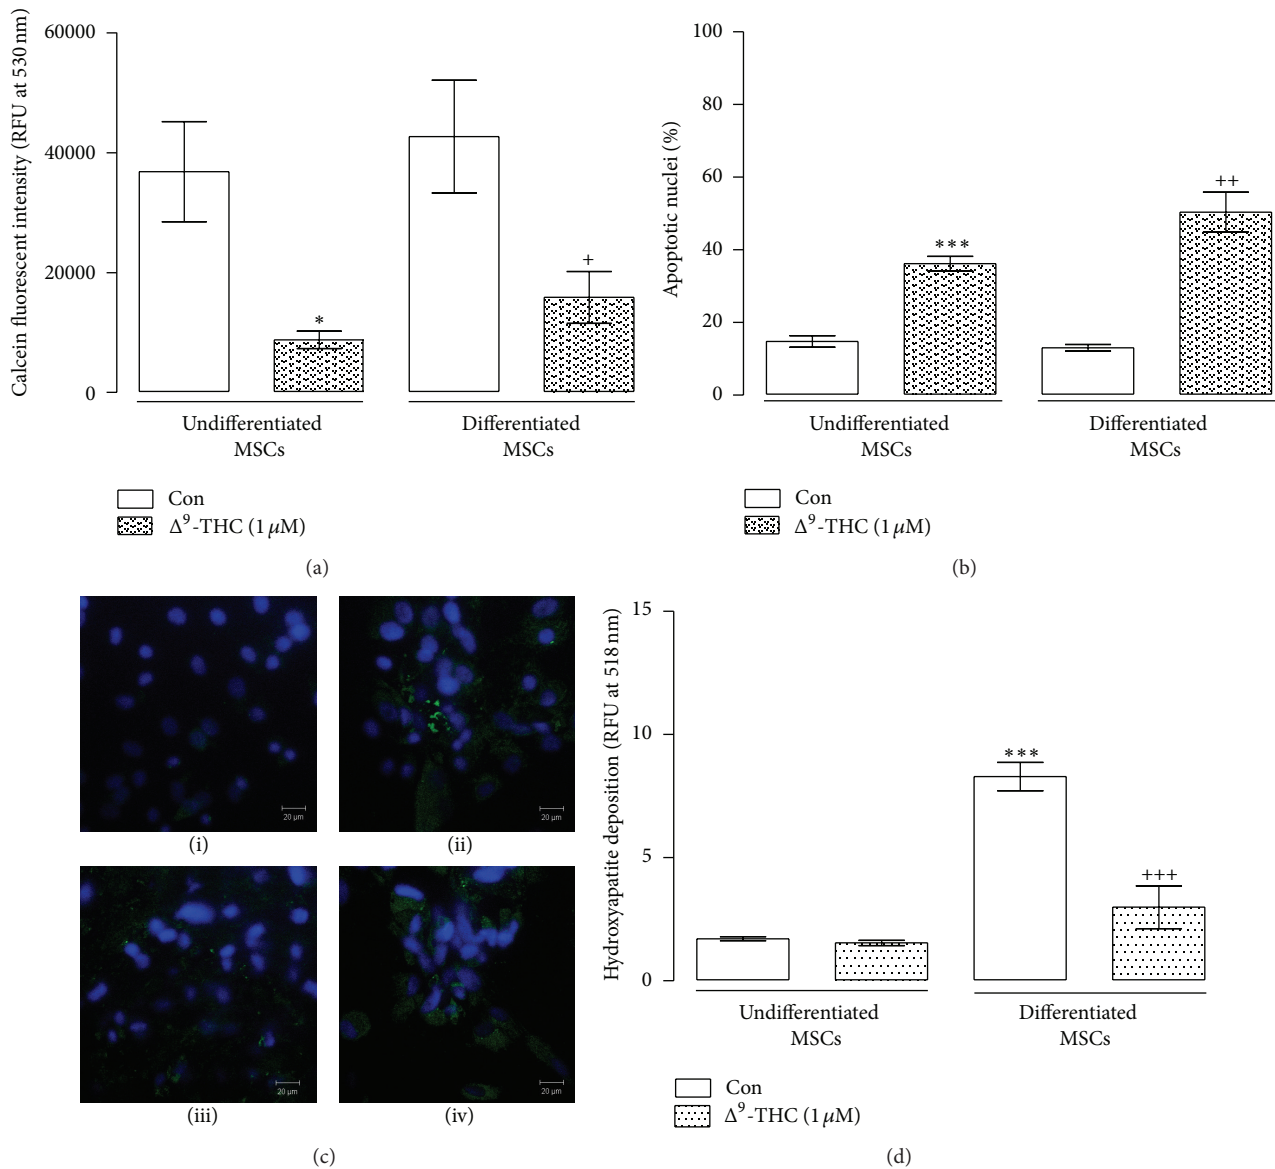 Calcein fluorescent intensity (RFU at 530 nm)
60000
40000
20000
0
*
+
Undifferentiated
MSCs
Differentiated
MSCs
Con
Δ⁹-THC (1 μM)
(a)
Apoptotic nuclei (%)
100
80
60
40
20
0
***
++
Undifferentiated
MSCs
Differentiated
MSCs
Con
Δ⁹-THC (1 μM)
(b)
20 μm
(i)
20 μm
(ii)
20 μm
(iii)
20 μm
(iv)
(c)
Hydroxyapatite deposition (RFU at 518 nm)
15
10
5
0
***
+++
Undifferentiated
MSCs
Differentiated
MSCs
Con
Δ⁹-THC (1 μM)
(d)